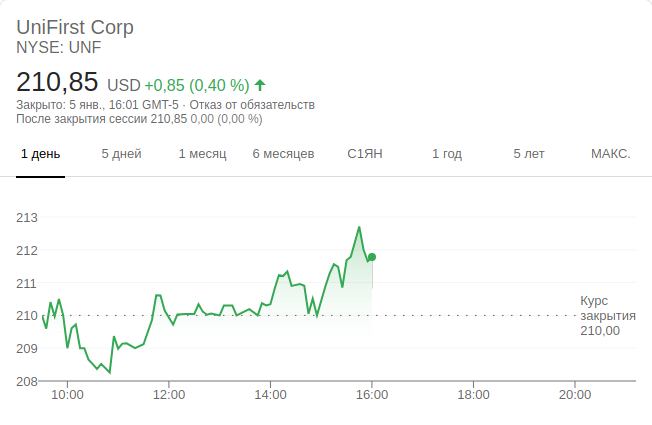 UniFirst Corp
NYSE: UNF
210,85 USD +0,85 (0,40 %)
Закрыто: 5 янв., 16:01 GMT-5 · Отказ от обязательств
После закрытия сессии 210,85 0,00 (0,00 %)
1 день 5 дней 1 месяц 6 месяцев С1ЯН 1 год 5 лет МАКС.
213
212
211
210
209
208
Курс
закрытия
210,00
10:00 12:00 14:00 16:00 18:00 20:00